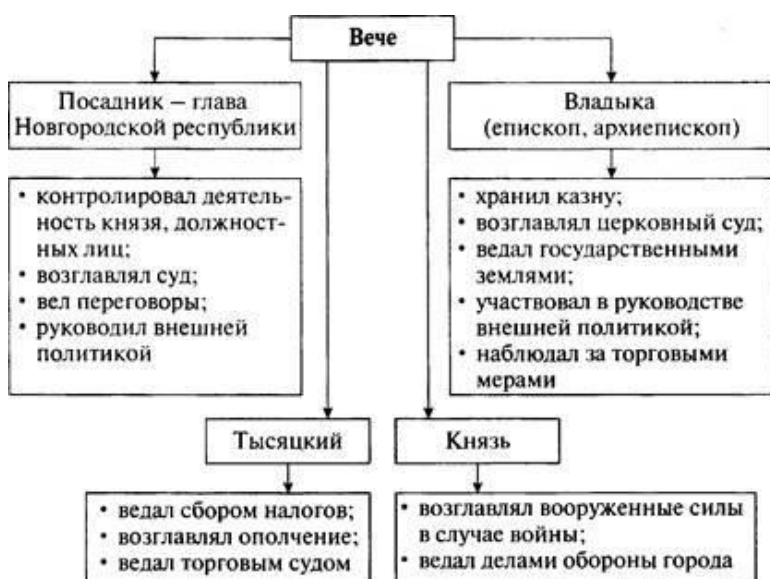 Вече
Посадник – глава
Новгородской республики
Владыка
(епископ, архиепископ)
• контролировал деятель-
ность князя, должност-
ных лиц;
• возглавлял суд;
• вел переговоры;
• руководил внешней
политикой
• хранил казну;
• возглавлял церковный суд;
• ведал государственными
землями;
• участвовал в руководстве
внешней политикой;
• наблюдал за торговыми
мерами
Тысяцкий
Князь
• ведал сбором налогов;
• возглавлял ополчение;
• ведал торговым судом
• возглавлял вооруженные силы
в случае войны;
• ведал делами обороны города